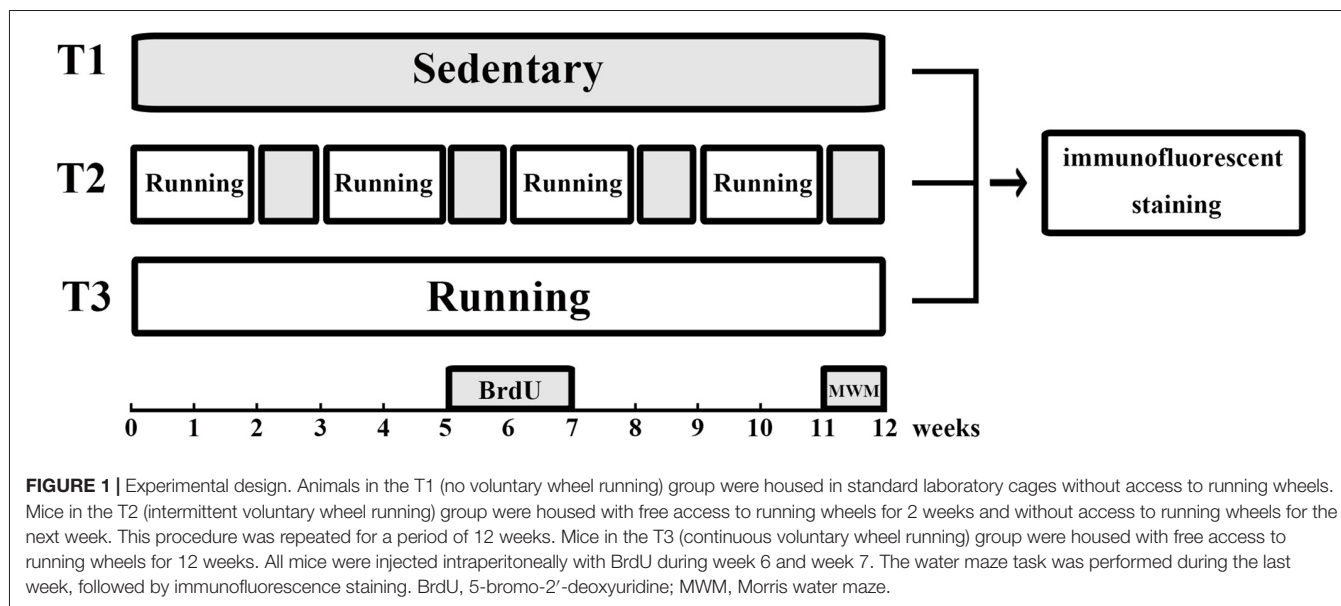 T1
Sedentary
T2
Running
Running
Running
Running
T3
Running
immunofluorescent
staining
BrdU
MWM
0 1 2 3 4 5 6 7 8 9 10 11 12 weeks
FIGURE 1 | Experimental design. Animals in the T1 (no voluntary wheel running) group were housed in standard laboratory cages without access to running wheels.
Mice in the T2 (intermittent voluntary wheel running) group were housed with free access to running wheels for 2 weeks and without access to running wheels for the
next week. This procedure was repeated for a period of 12 weeks. Mice in the T3 (continuous voluntary wheel running) group were housed with free access to
running wheels for 12 weeks. All mice were injected intraperitoneally with BrdU during week 6 and week 7. The water maze task was performed during the last
week, followed by immunofluorescence staining. BrdU, 5-bromo-2′-deoxyuridine; MWM, Morris water maze.